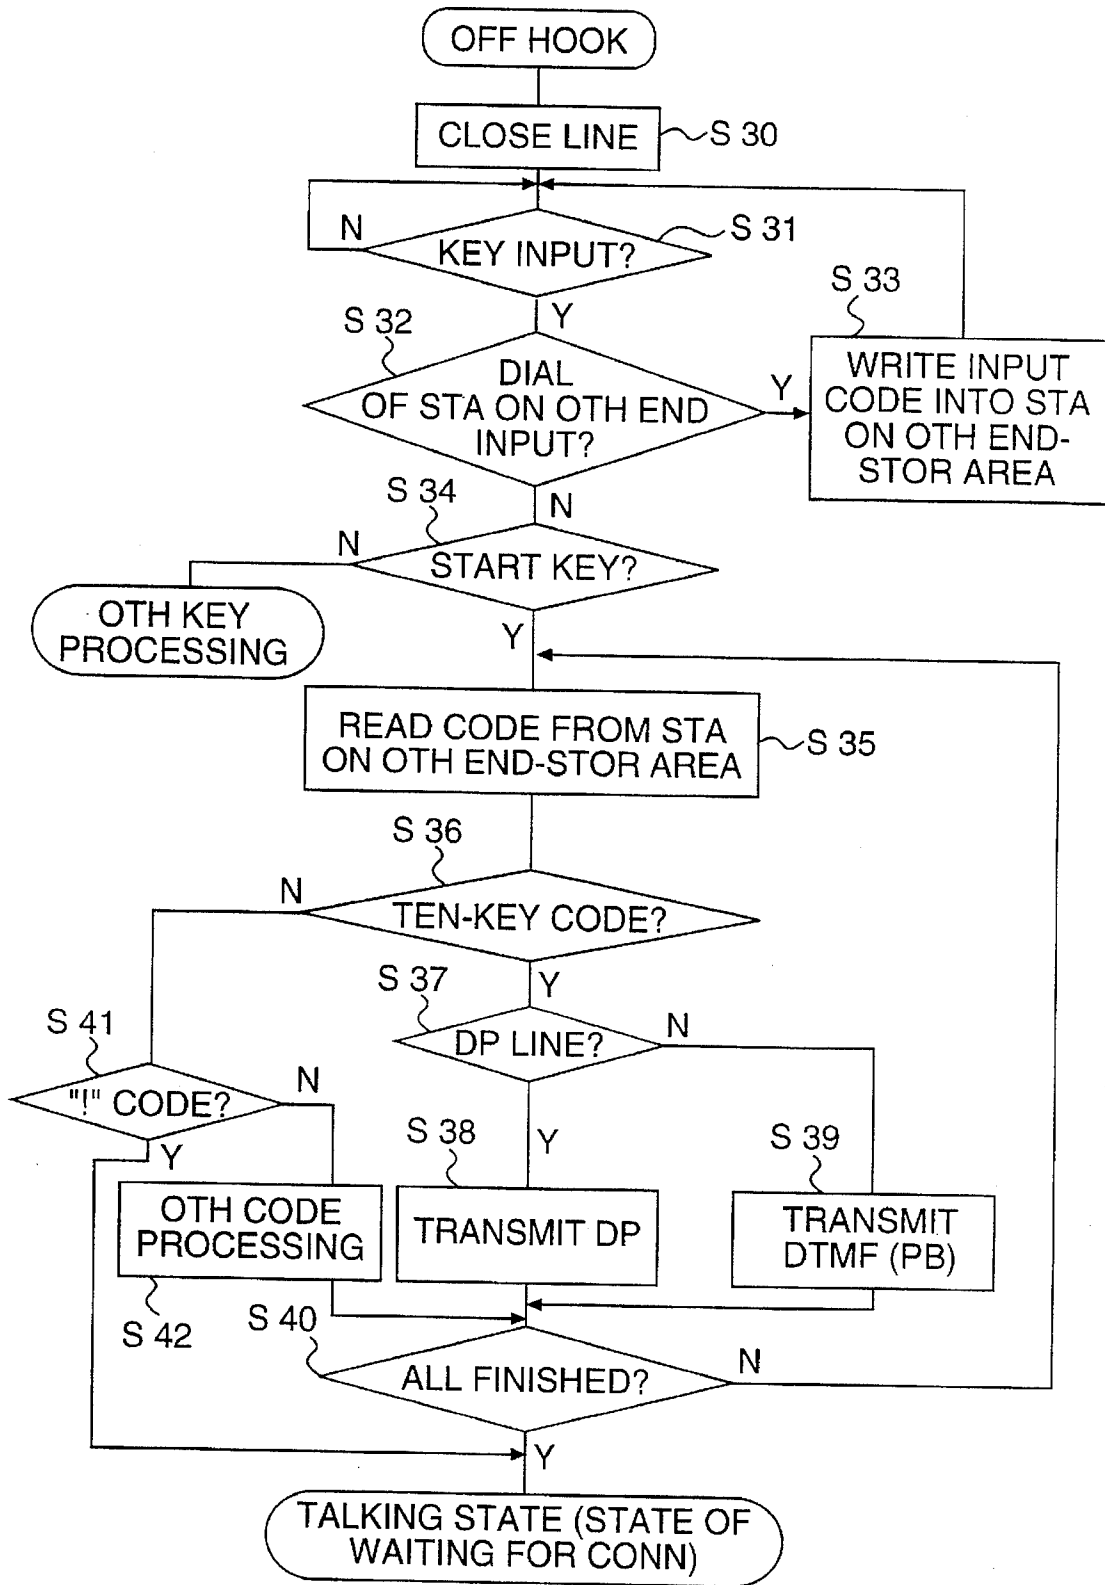 OFF HOOK
CLOSE LINE
S 30
N
KEY INPUT?
S 31
Y
S 32
DIAL
OF STA ON OTH END
INPUT?
Y
S 33
WRITE INPUT
CODE INTO STA
ON OTH END-
STOR AREA
S 34
N
N
START KEY?
OTH KEY
PROCESSING
Y
READ CODE FROM STA
ON OTH END-STOR AREA
S 35
S 36
N
TEN-KEY CODE?
Y
S 37
DP LINE?
N
S 41
"!" CODE?
N
Y
S 38
Y
S 39
OTH CODE
PROCESSING
TRANSMIT DP
TRANSMIT
DTMF (PB)
S 42
S 40
ALL FINISHED?
N
Y
TALKING STATE (STATE OF
WAITING FOR CONN)